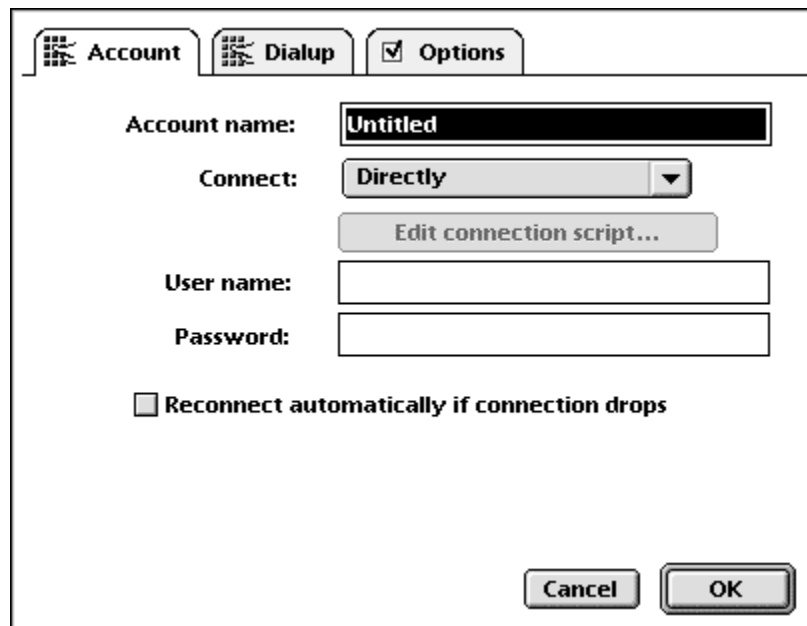 Account Dialup Options
Account name: Untitled
Connect: Directly
Edit connection script...
User name:
Password:
Reconnect automatically if connection drops
Cancel OK